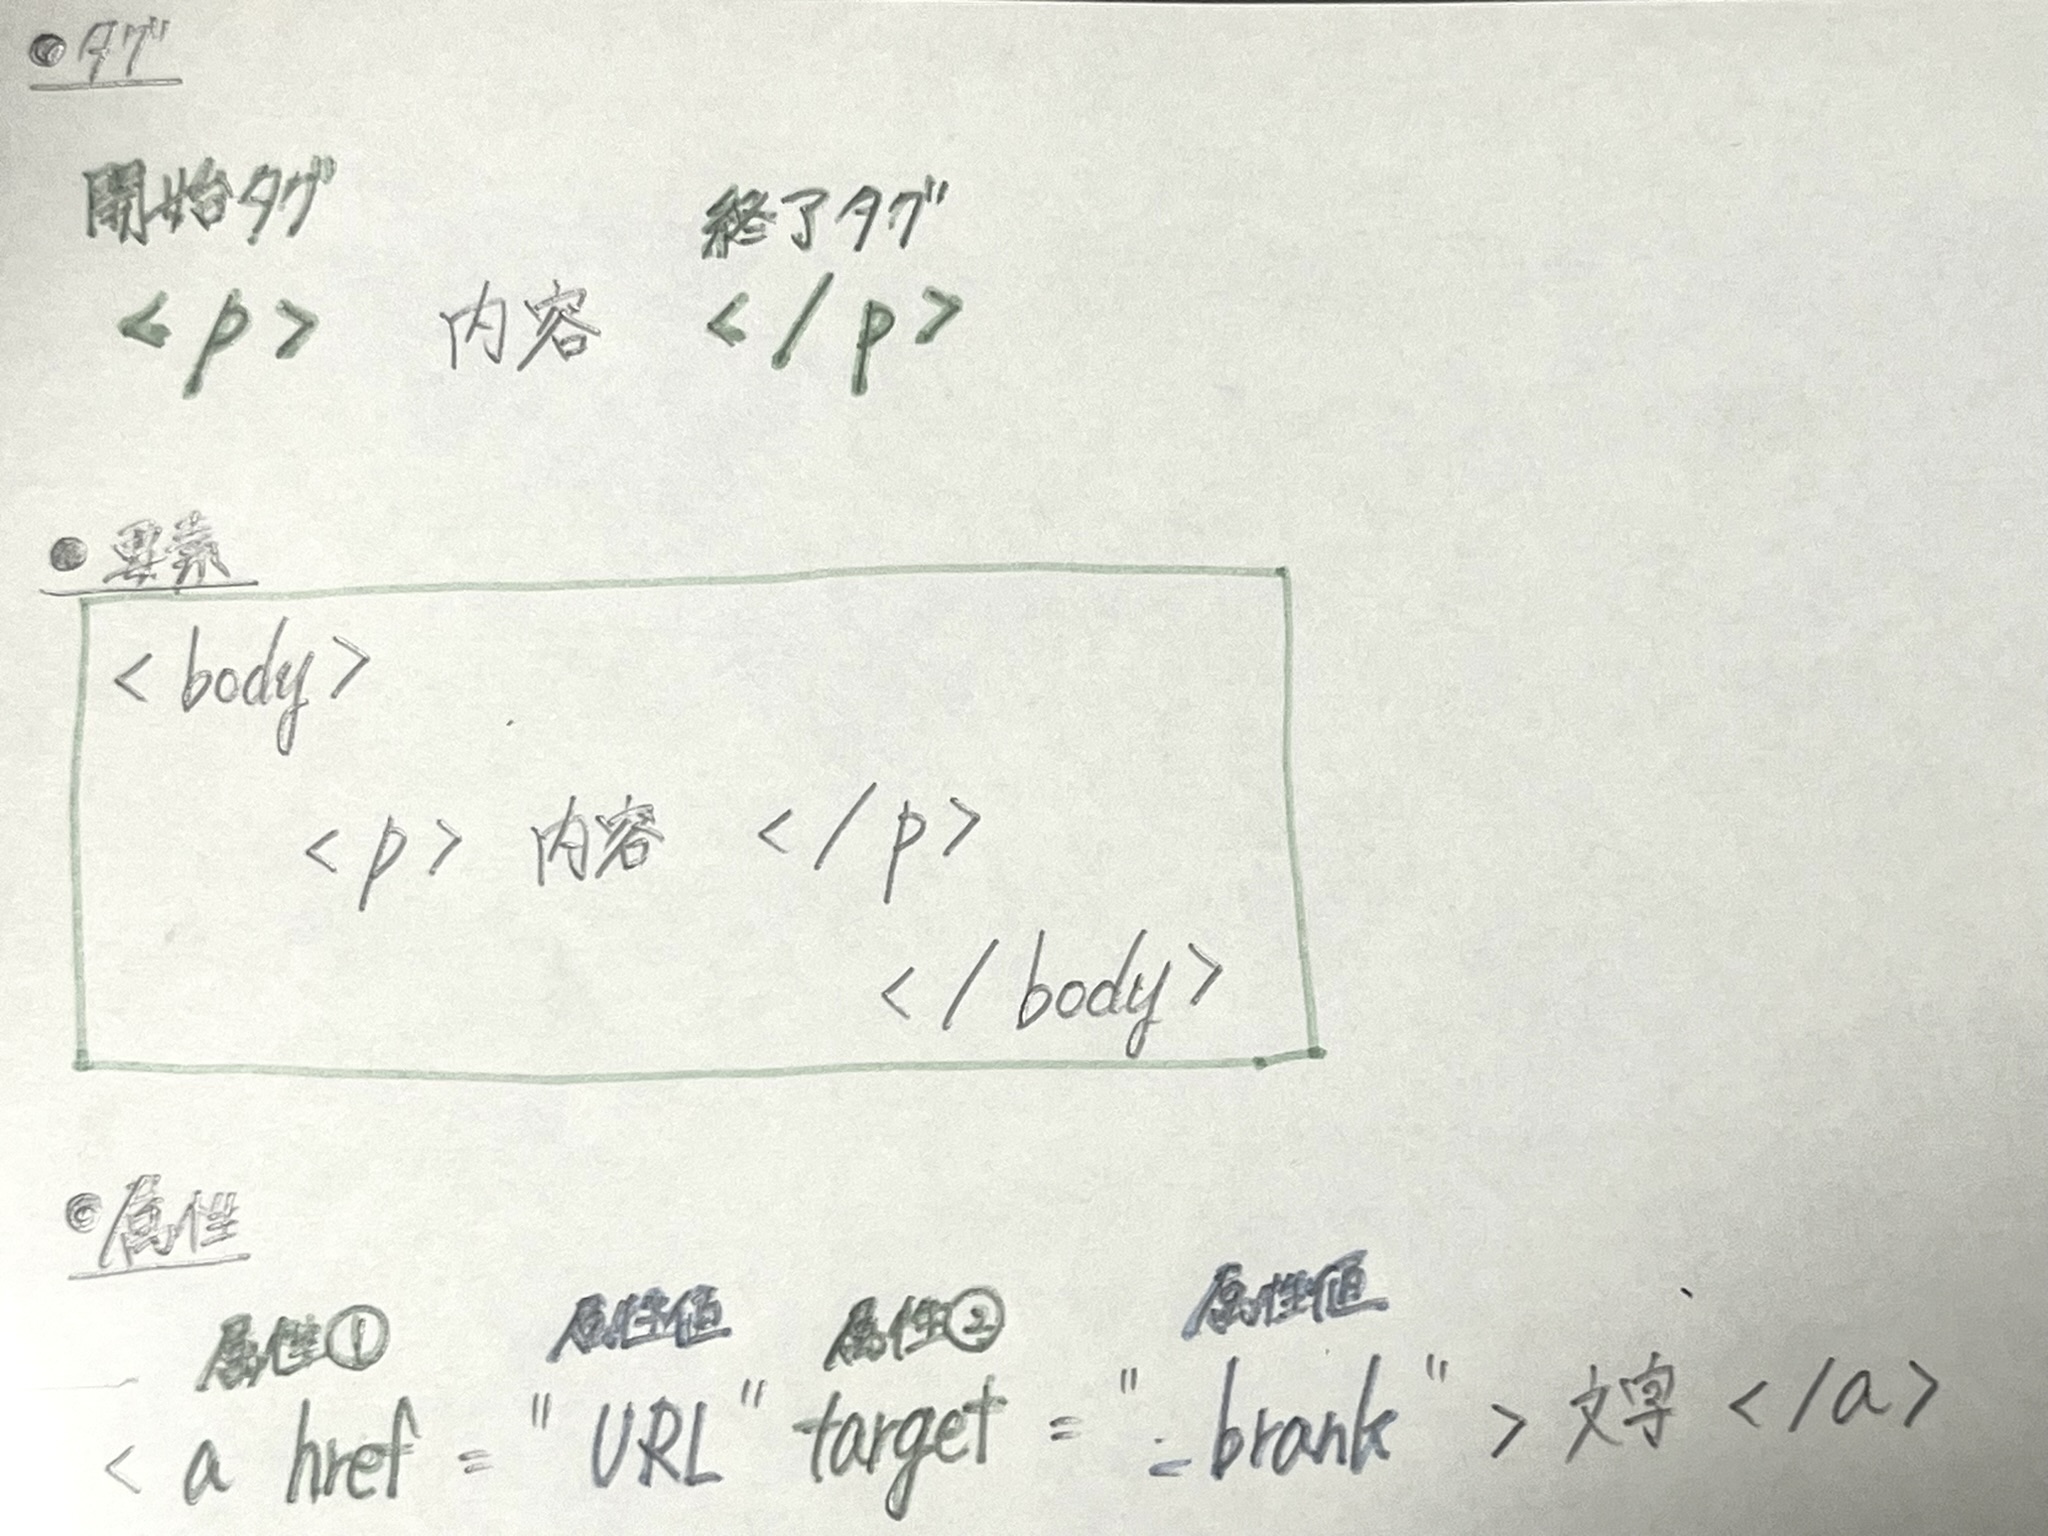 ●タグ
開始タグ 終了タグ
<p> 内容 </p>
●要素
<body>
<p> 内容 </p>
</body>
●属性
属性① 属性値 属性② 属性値
<a href="URL" target="_brank">文字</a>